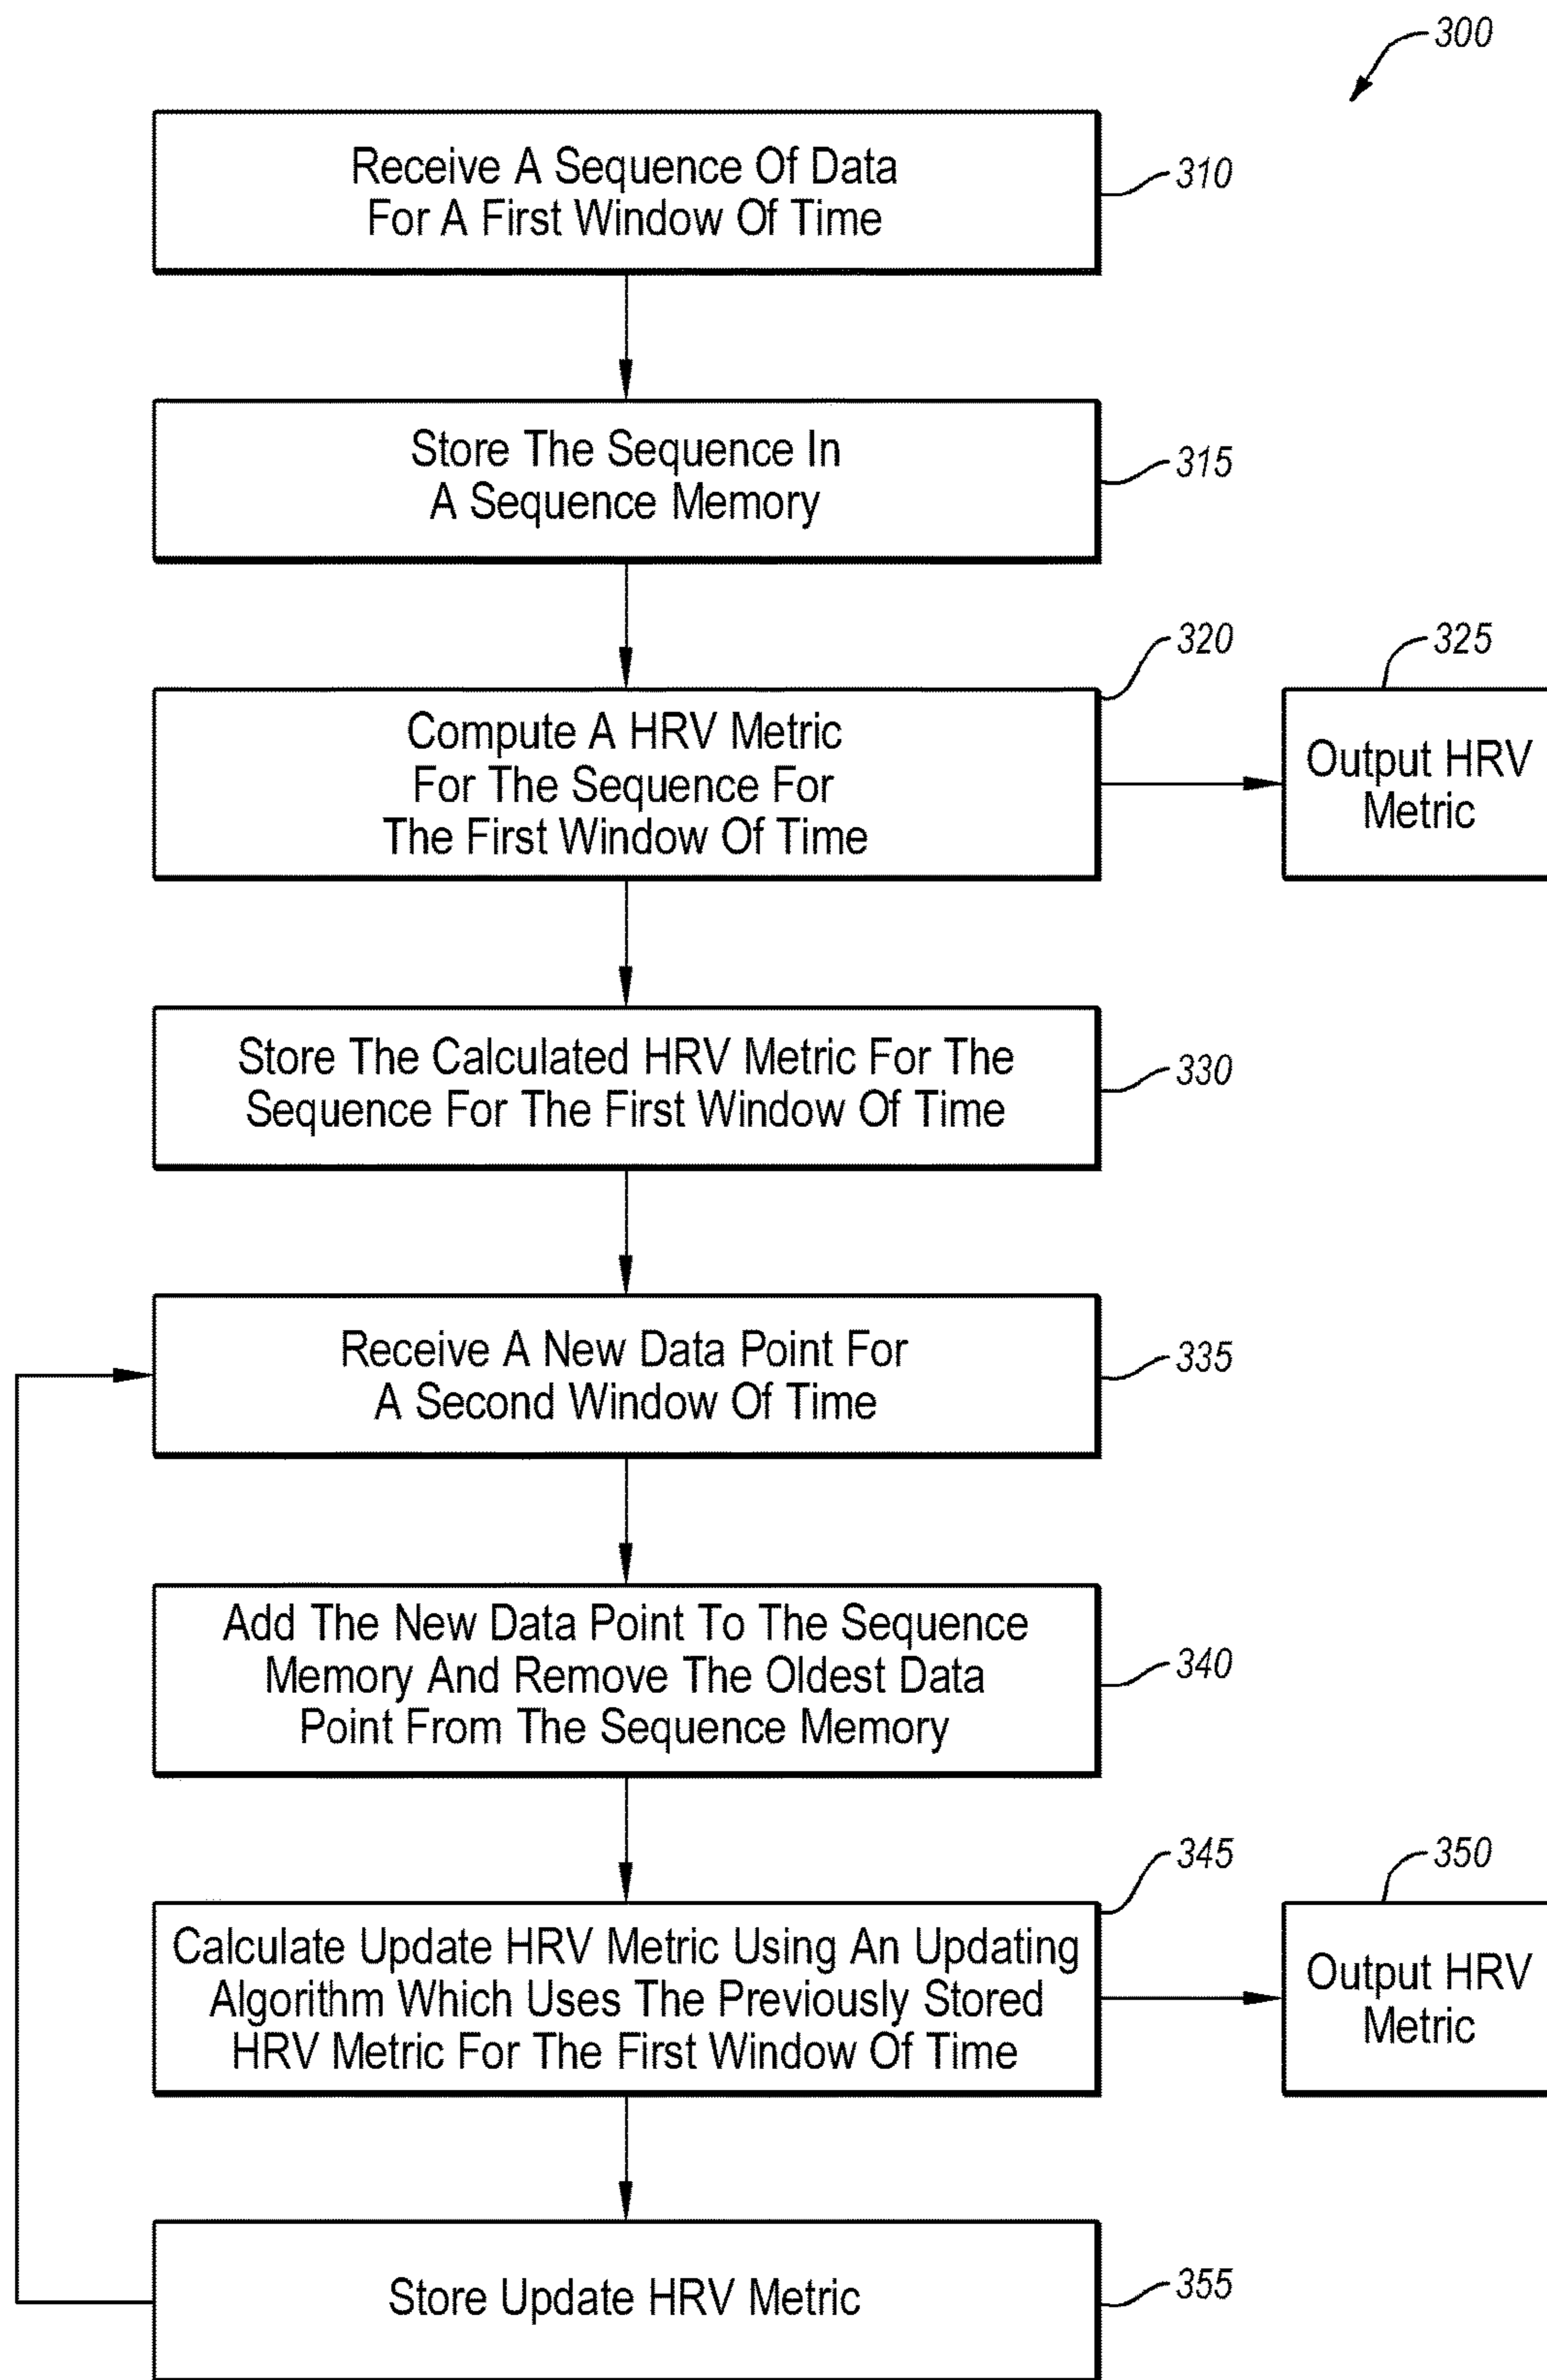 300
Receive A Sequence Of Data
For A First Window Of Time
310
Store The Sequence In
A Sequence Memory
315
320
325
Compute A HRV Metric
For The Sequence For
The First Window Of Time
Output HRV
Metric
Store The Calculated HRV Metric For The
Sequence For The First Window Of Time
330
Receive A New Data Point For
A Second Window Of Time
335
Add The New Data Point To The Sequence
Memory And Remove The Oldest Data
Point From The Sequence Memory
340
345
350
Calculate Update HRV Metric Using An Updating
Algorithm Which Uses The Previously Stored
HRV Metric For The First Window Of Time
Output HRV
Metric
Store Update HRV Metric
355